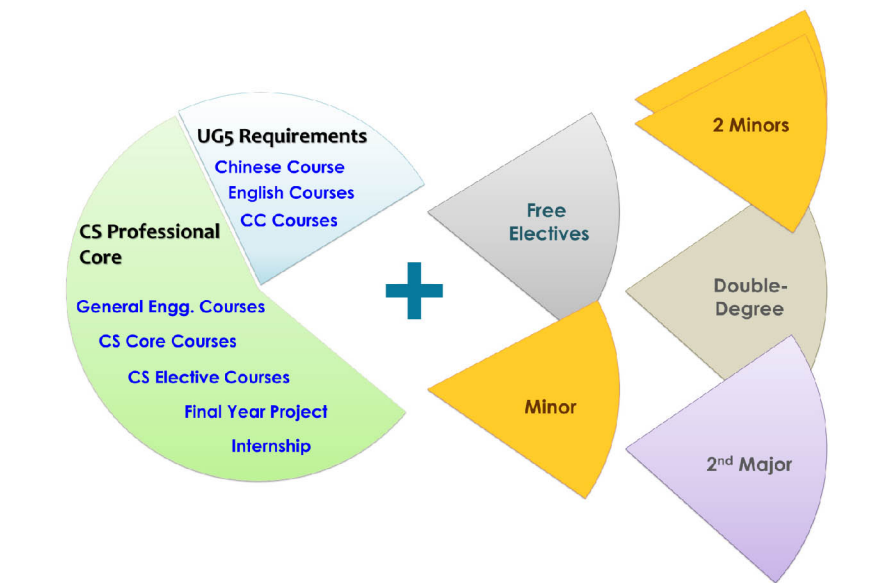 UG5 Requirements
Chinese Course
English Courses
CC Courses
CS Professional
Core
General Engg. Courses
CS Core Courses
CS Elective Courses
Final Year Project
Internship
+
Free
Electives
Minor
2 Minors
Double-
Degree
2nd Major